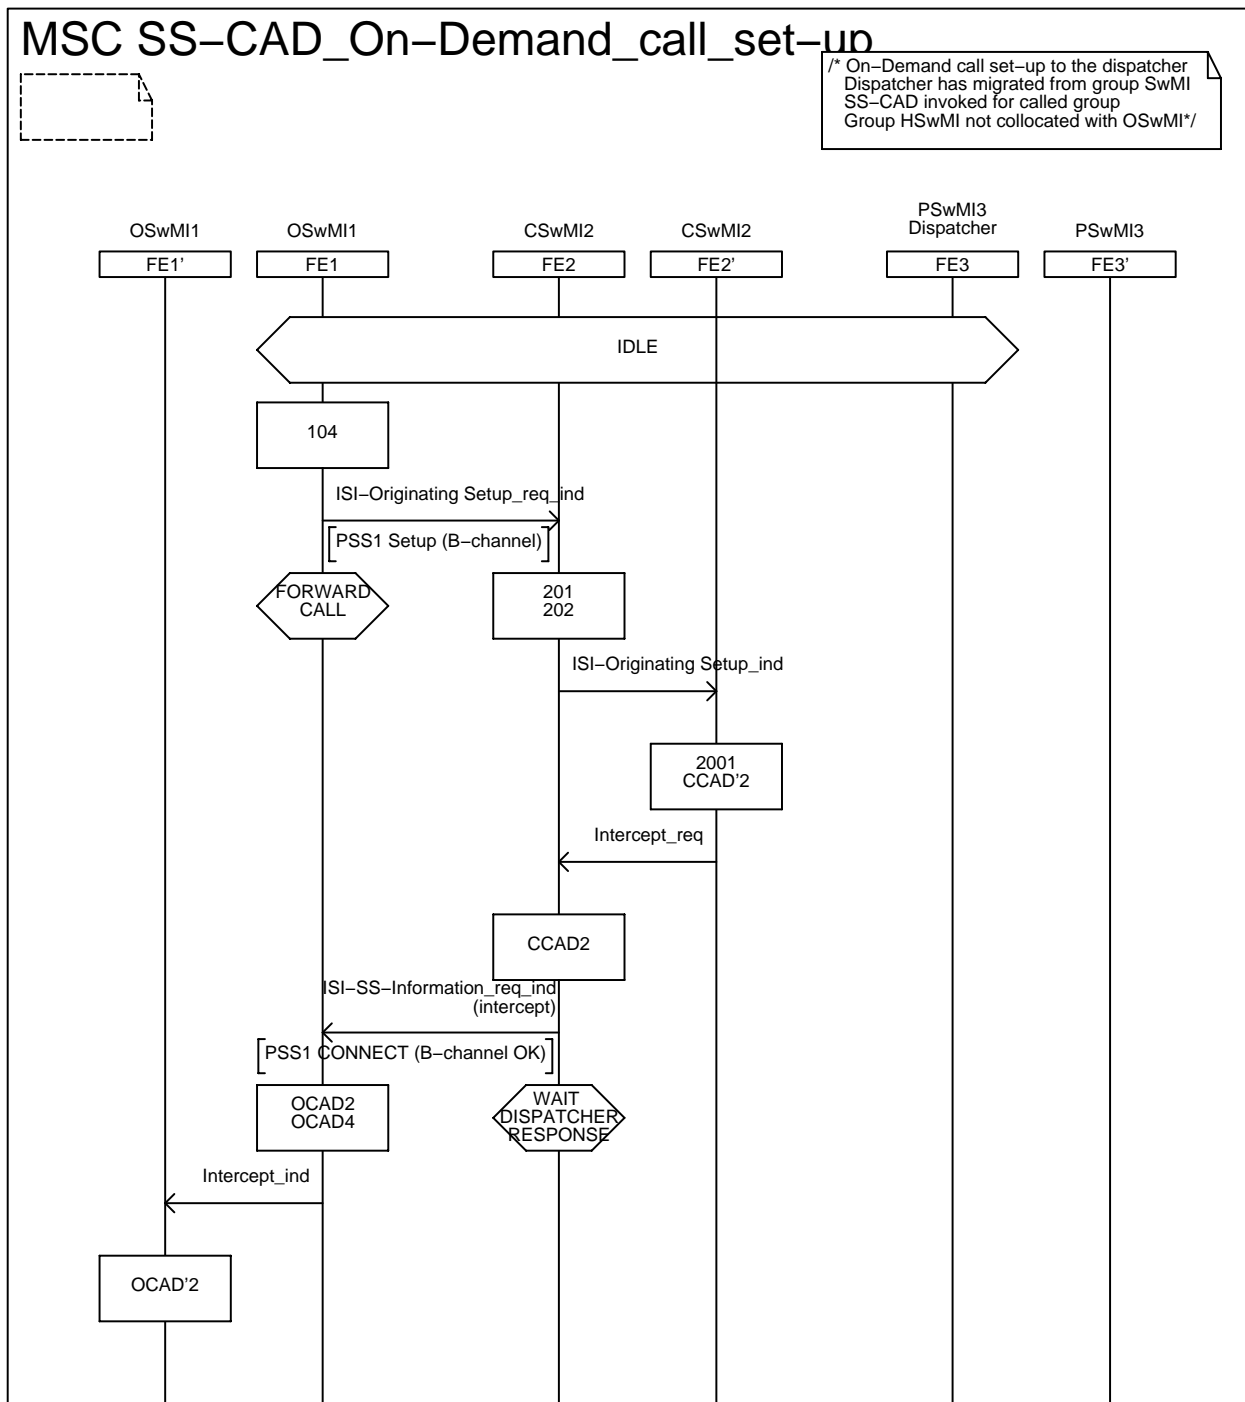 MSC SS–CAD_On–Demand_call_set–up
/* On–Demand call set–up to the dispatcher
Dispatcher has migrated from group SwMI
SS–CAD invoked for called group
Group HSwMI not collocated with OSwMI*/
OSwMI1
OSwMI1
CSwMI2
CSwMI2
PSwMI3
Dispatcher
PSwMI3
FE1'
FE1
FE2
FE2'
FE3
FE3'
IDLE
104
ISI–Originating Setup_req_ind
PSS1 Setup (B–channel)
FORWARD
CALL
201
202
ISI–Originating Setup_ind
2001
CCAD'2
Intercept_req
CCAD2
ISI–SS–Information_req_ind
(intercept)
PSS1 CONNECT (B–channel OK)
OCAD2
OCAD4
WAIT
DISPATCHER
RESPONSE
Intercept_ind
OCAD'2